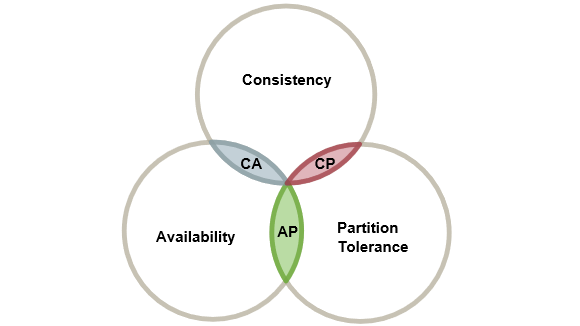 Consistency
CA
CP
AP
Availability
Partition
Tolerance